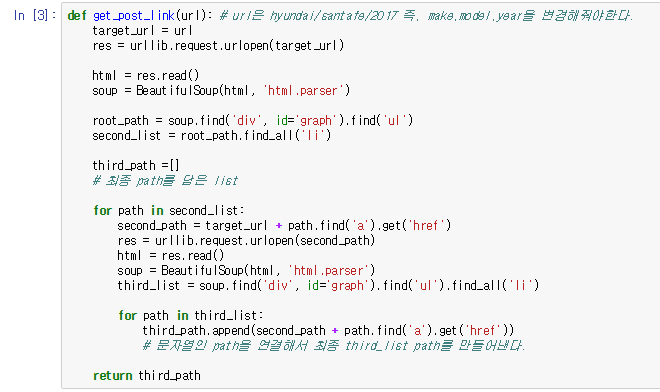 In [3]: def get_post_link(url): # url은 hyundai/santafe/2017 즉, make,model,year을 변경해줘야한다.
    target_url = url
    res = urllib.request.urlopen(target_url)

    html = res.read()
    soup = BeautifulSoup(html, 'html.parser')

    root_path = soup.find('div', id='graph').find('ul')
    second_list = root_path.find_all('li')

    third_path =[]
    # 최종 path를 담은 list

    for path in second_list:
        second_path = target_url + path.find('a').get('href')
        res = urllib.request.urlopen(second_path)
        html = res.read()
        soup = BeautifulSoup(html, 'html.parser')
        third_list = soup.find('div', id='graph').find('ul').find_all('li')

        for path in third_list:
            third_path.append(second_path + path.find('a').get('href'))
            # 문자열인 path을 연결해서 최종 third_list path를 만들어낸다.

    return third_path